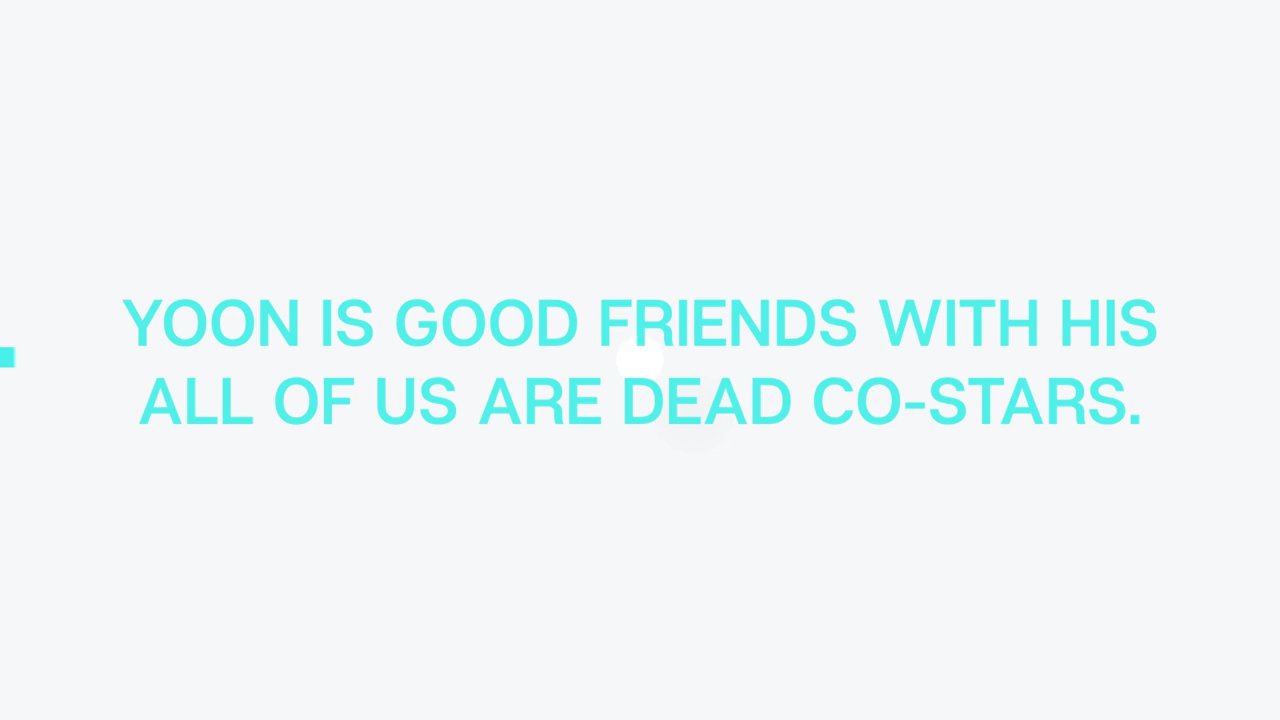 YOON IS GOOD FRIENDS WITH HIS
ALL OF US ARE DEAD CO-STARS.